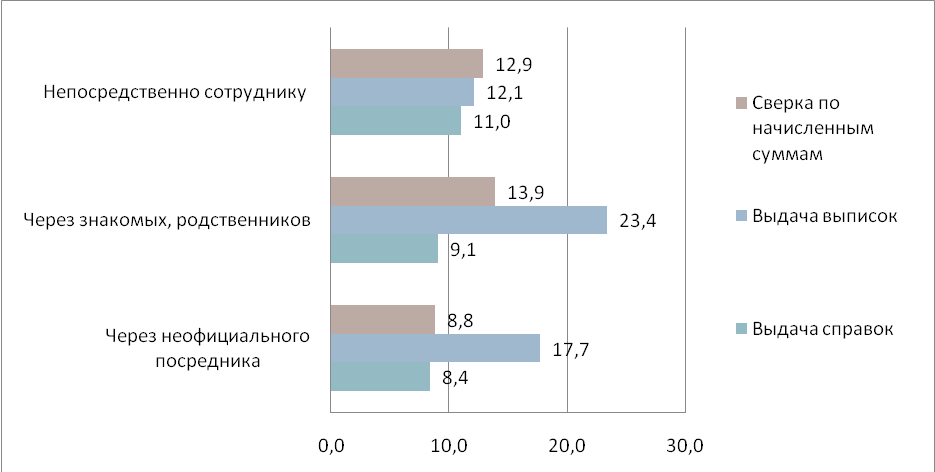 Непосредственно сотруднику
12,9
12,1
11,0
Через знакомых, родственников
13,9
23,4
9,1
Через неофициального
посредника
8,8
17,7
8,4
0,0 10,0 20,0 30,0
Сверка по
начисленным
суммам
Выдача выписок
Выдача справок